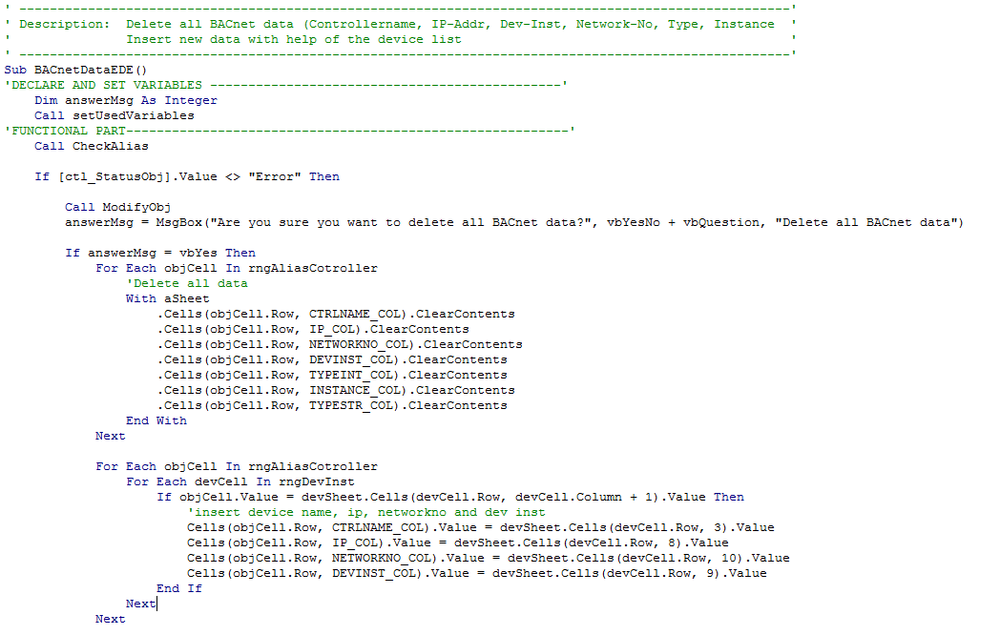 ' -----------------------------------------------------------------------------------------------------'
' Description:  Delete all BACnet data (Controllername, IP-Addr, Dev-Inst, Network-No, Type, Instance  '
'               Insert new data with help of the device list                                           '
' -----------------------------------------------------------------------------------------------------'
Sub BACnetDataEDE()
'DECLARE AND SET VARIABLES ----------------------------------------------'
    Dim answerMsg As Integer
    Call setUsedVariables
'FUNCTIONAL PART----------------------------------------------------------'
    Call CheckAlias

    If [ctl_StatusObj].Value <> "Error" Then

        Call ModifyObj
        answerMsg = MsgBox("Are you sure you want to delete all BACnet data?", vbYesNo + vbQuestion, "Delete all BACnet data")

        If answerMsg = vbYes Then
            For Each objCell In rngAliasCotroller
                'Delete all data
                With aSheet
                    .Cells(objCell.Row, CTRLNAME_COL).ClearContents
                    .Cells(objCell.Row, IP_COL).ClearContents
                    .Cells(objCell.Row, NETWORKNO_COL).ClearContents
                    .Cells(objCell.Row, DEVINST_COL).ClearContents
                    .Cells(objCell.Row, TYPEINT_COL).ClearContents
                    .Cells(objCell.Row, INSTANCE_COL).ClearContents
                    .Cells(objCell.Row, TYPESTR_COL).ClearContents
                End With
            Next

            For Each objCell In rngAliasCotroller
                For Each devCell In rngDevInst
                    If objCell.Value = devSheet.Cells(devCell.Row, devCell.Column + 1).Value Then
                        'insert device name, ip, networkno and dev inst
                        Cells(objCell.Row, CTRLNAME_COL).Value = devSheet.Cells(devCell.Row, 3).Value
                        Cells(objCell.Row, IP_COL).Value = devSheet.Cells(devCell.Row, 8).Value
                        Cells(objCell.Row, NETWORKNO_COL).Value = devSheet.Cells(devCell.Row, 10).Value
                        Cells(objCell.Row, DEVINST_COL).Value = devSheet.Cells(devCell.Row, 9).Value
                    End If
                Next
            Next